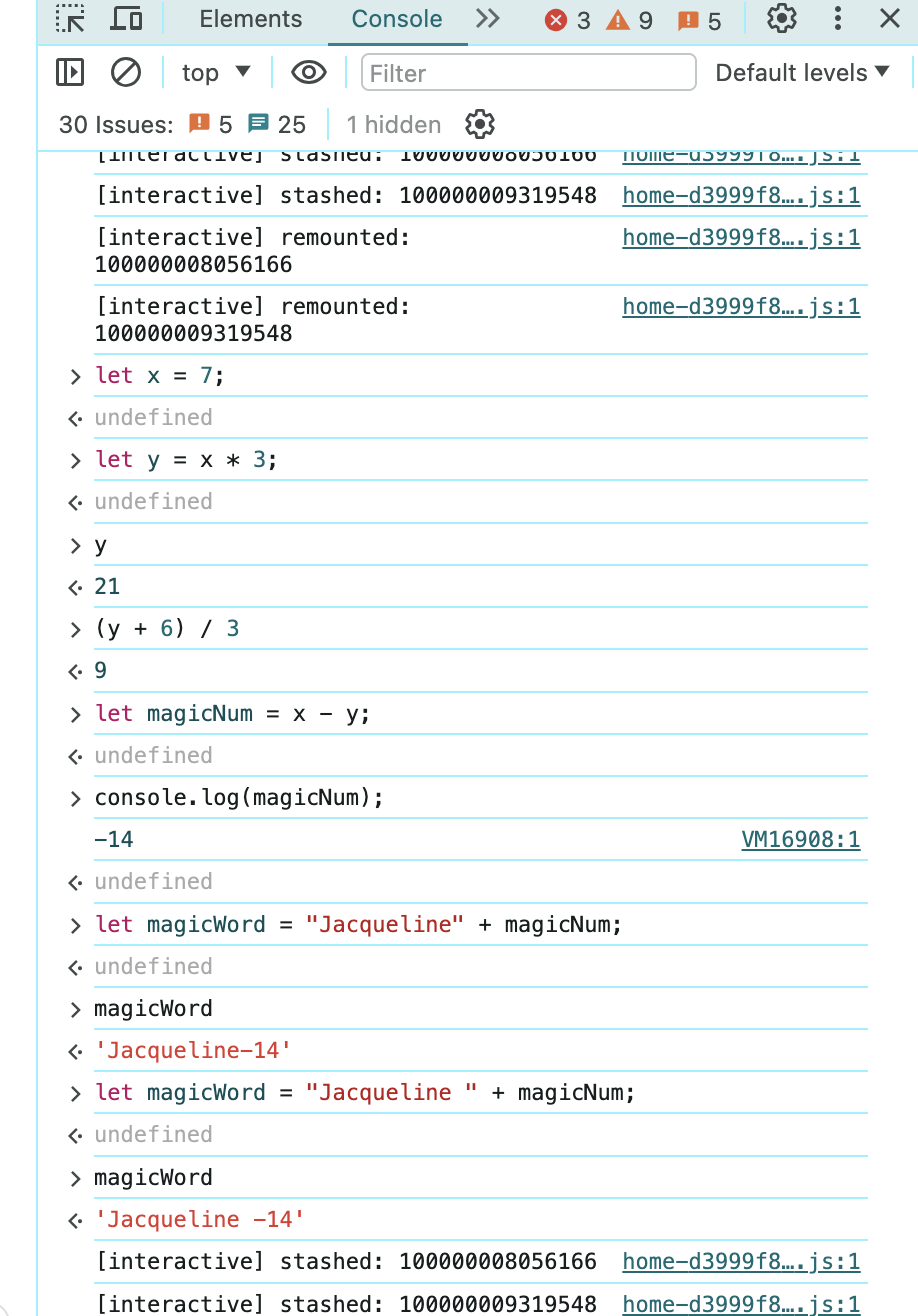 Elements Console 3 9 5
top Filter Default levels
30 Issues: 5 25 1 hidden
[interactive] stashed: 100000008056166 home-d3999f8….js:1
[interactive] stashed: 100000009319548 home-d3999f8….js:1
[interactive] remounted: home-d3999f8….js:1
100000008056166
[interactive] remounted: home-d3999f8….js:1
100000009319548
> let x = 7;
<· undefined
> let y = x * 3;
<· undefined
> y
<· 21
> (y + 6) / 3
<· 9
> let magicNum = x - y;
<· undefined
> console.log(magicNum);
-14 VM16908:1
<· undefined
> let magicWord = "Jacqueline" + magicNum;
<· undefined
> magicWord
<· 'Jacqueline-14'
> let magicWord = "Jacqueline " + magicNum;
<· undefined
> magicWord
<· 'Jacqueline -14'
[interactive] stashed: 100000008056166 home-d3999f8….js:1
[interactive] stashed: 100000009319548 home-d3999f8….js:1